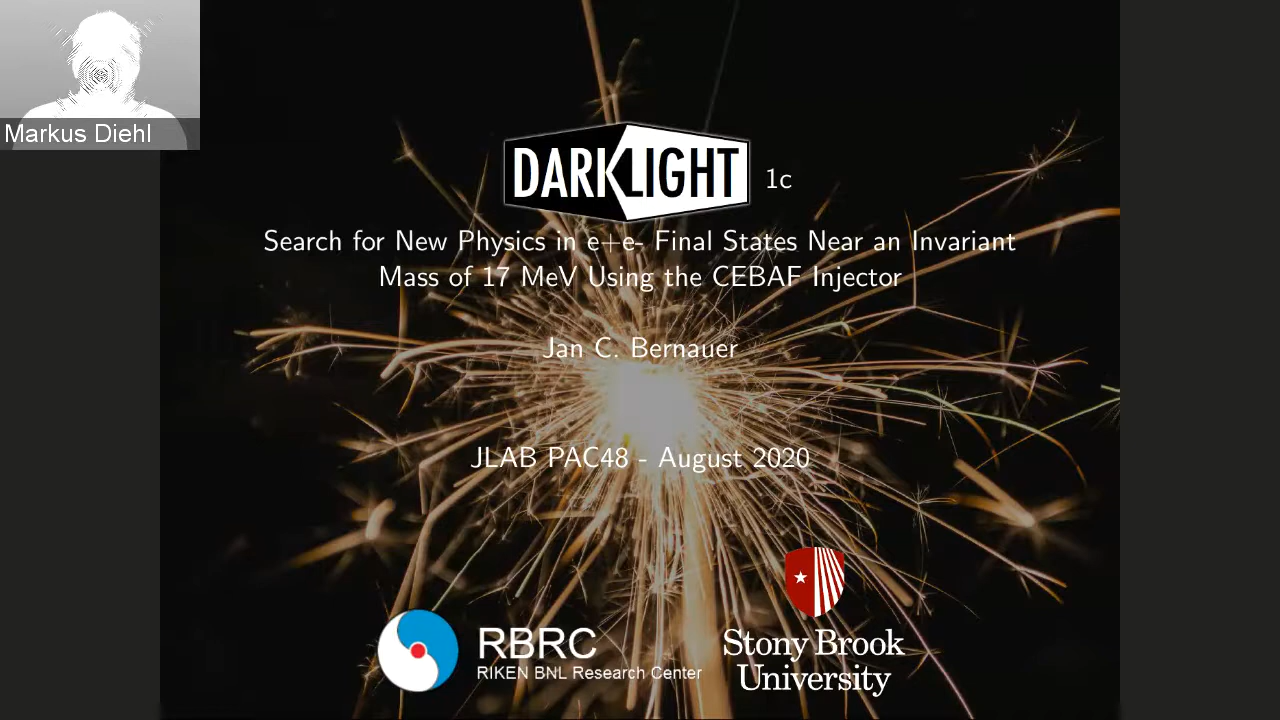 Markus Diehl
DARKLIGHT 1c
Search for New Physics in e+e- Final States Near an Invariant
Mass of 17 MeV Using the CEBAF Injector
Jan C. Bernauer
JLAB PAC48 - August 2020
RBRC
RIKEN BNL Research Center
Stony Brook
University